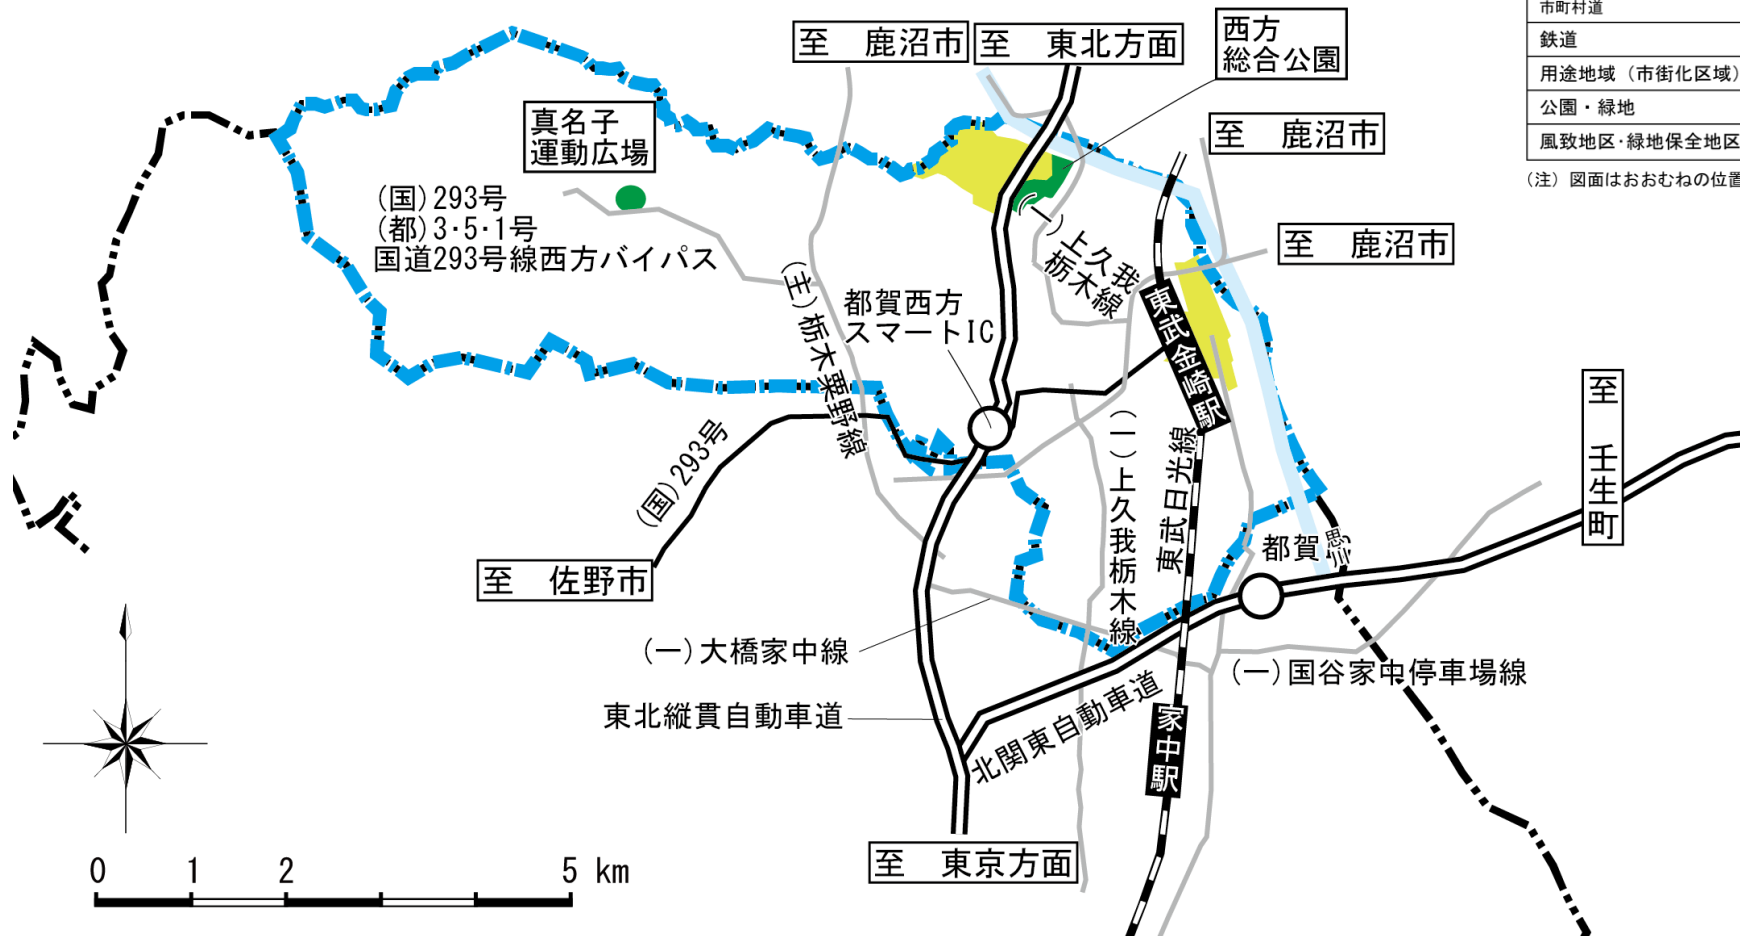 市町村道
鉄道
用途地域（市街化区域）
公園・緑地
風致地区・緑地保全地区
（注）図面はおおむねの位置
至　鹿沼市
至　東北方面
西方
総合公園
真名子
運動広場
至　鹿沼市
(国)293号
(都)3・5・1号
国道293号線西方バイパス
至　鹿沼市
(一)上久我
栃木線
(主)栃木粟野線
都賀西方
スマートIC
東武金崎駅
(国)293号
(一)上久我栃木線
東武日光線
至　壬生町
都賀
思川
至　佐野市
(一)大橋家中線
(一)国谷家中停車場線
東北縦貫自動車道
北関東自動車道
家中駅
至　東京方面
0 1 2 5 km